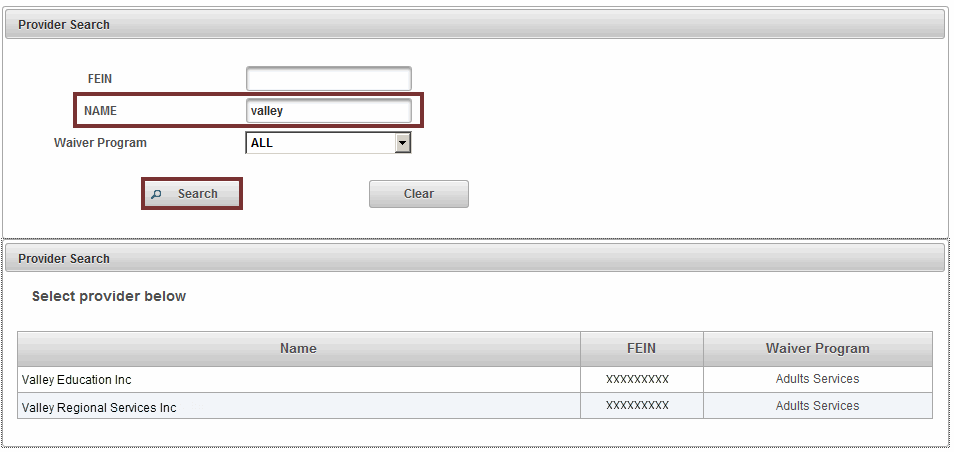 Provider Search
FEIN
NAME valley
Waiver Program ALL
Search Clear
Provider Search
Select provider below
Name FEIN Waiver Program
Valley Education Inc XXXXXXXXX Adults Services
Valley Regional Services Inc XXXXXXXXX Adults Services